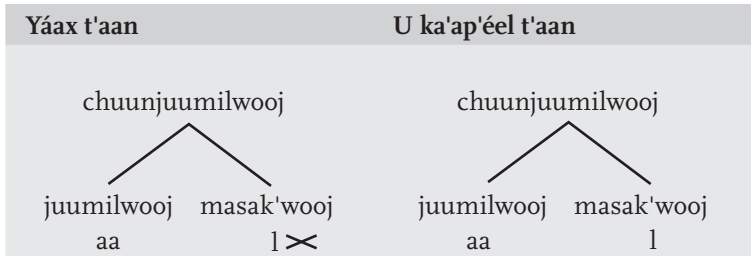 Yáax t'aan U ka'ap'éel t'aan
chuunjuumilwooj chuunjuumilwooj
juumilwooj masak'wooj juumilwooj masak'wooj
aa l aa l